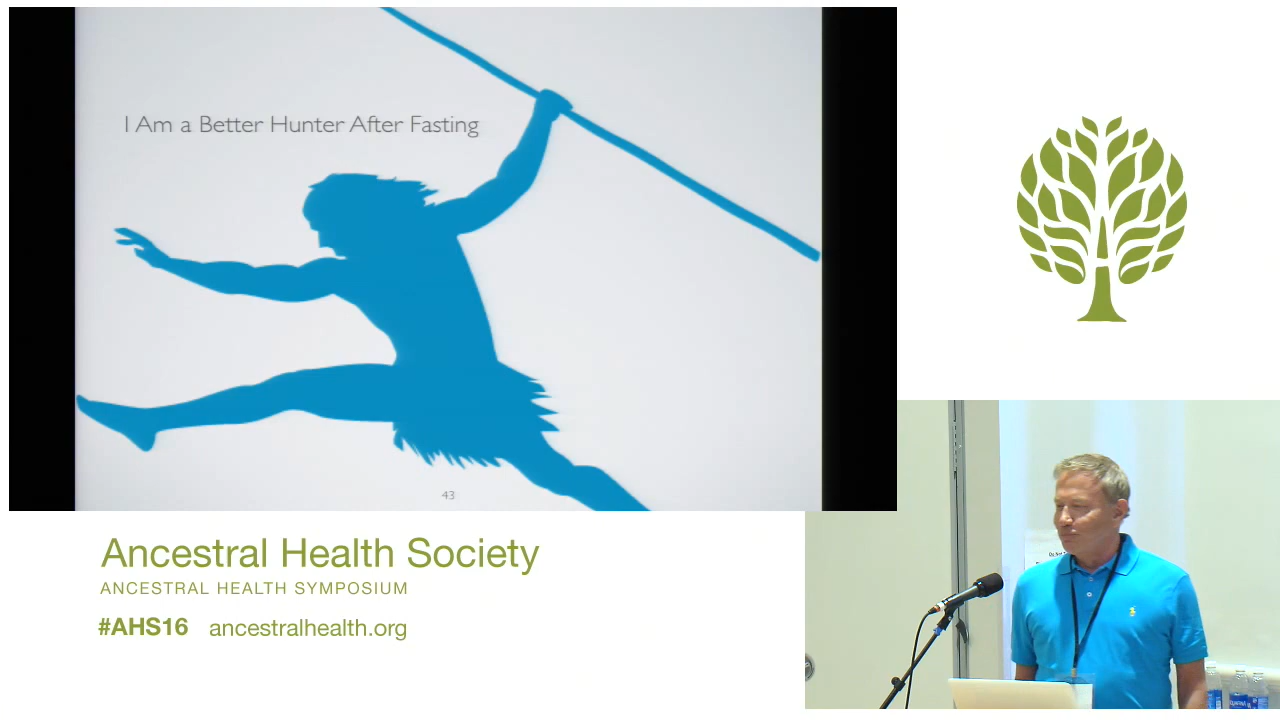 I Am a Better Hunter After Fasting
43
Ancestral Health Society
ANCESTRAL HEALTH SYMPOSIUM
#AHS16 ancestralhealth.org